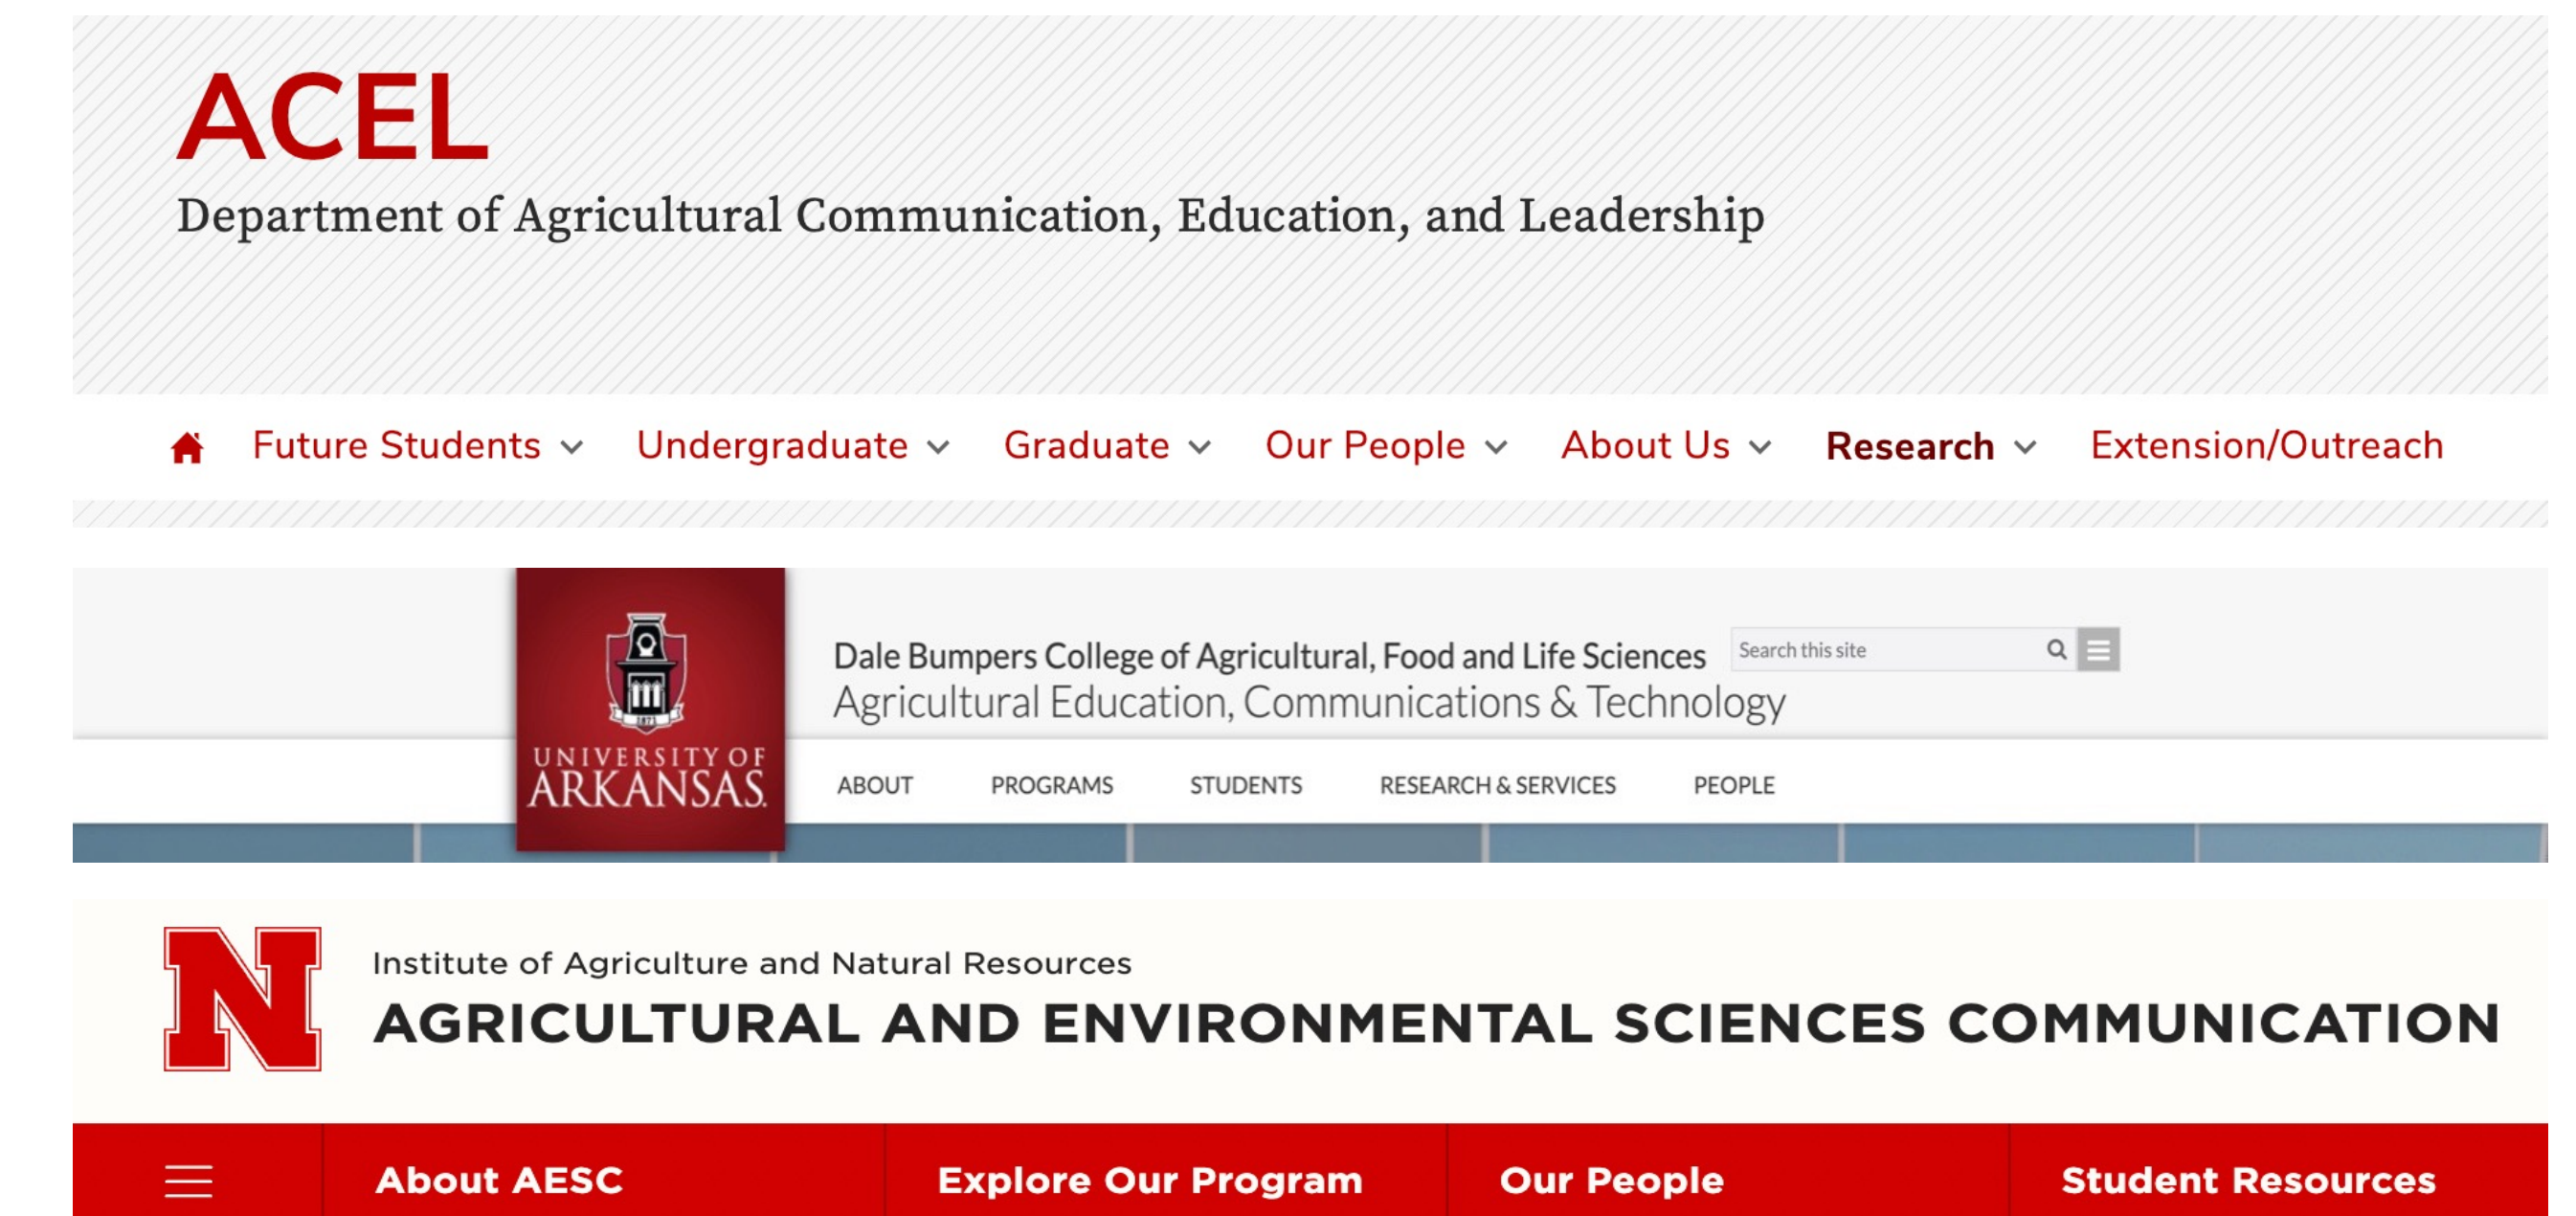 ACEL
Department of Agricultural Communication, Education, and Leadership
Future Students Undergraduate Graduate Our People About Us Research Extension/Outreach
Dale Bumpers College of Agricultural, Food and Life Sciences Search this site
Agricultural Education, Communications & Technology
1871
UNIVERSITY OF
ARKANSAS.
ABOUT PROGRAMS STUDENTS RESEARCH & SERVICES PEOPLE
N
Institute of Agriculture and Natural Resources
AGRICULTURAL AND ENVIRONMENTAL SCIENCES COMMUNICATION
About AESC Explore Our Program Our People Student Resources